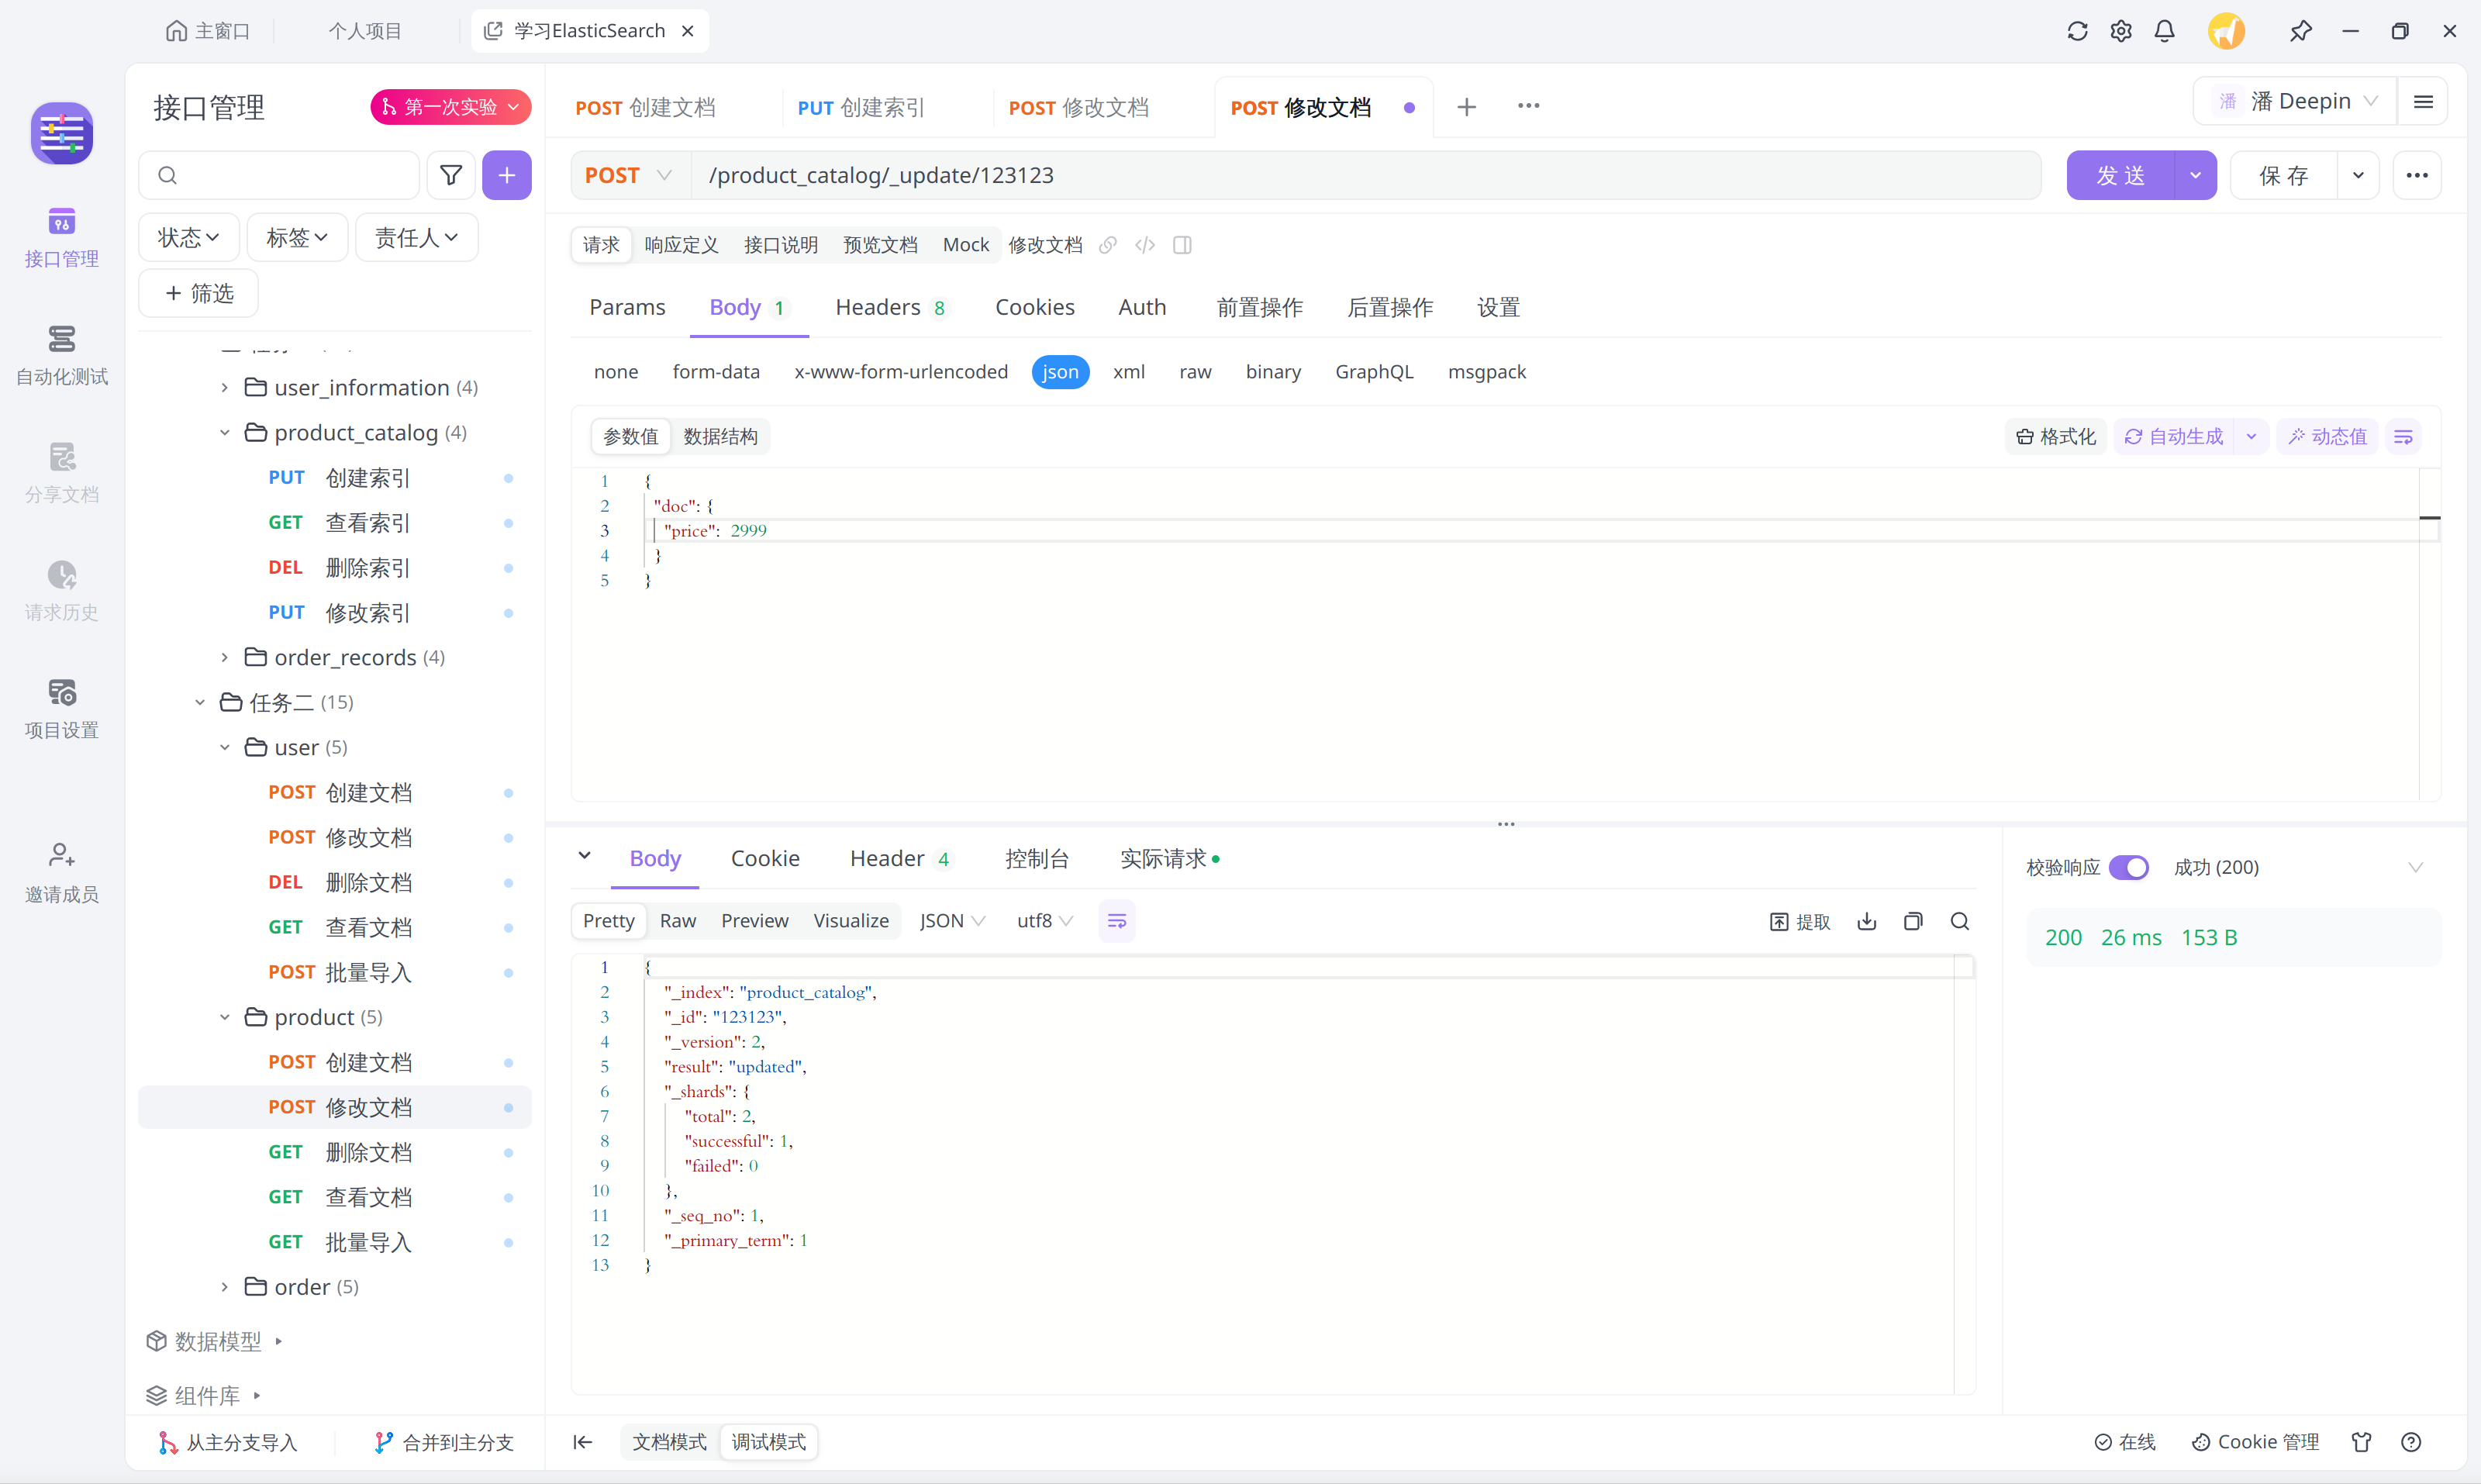 主窗口
个人项目
学习ElasticSearch
接口管理
第一次实验
状态
标签
责任人
筛选
user_information (4)
product_catalog (4)
PUT 创建索引
GET 查看索引
DEL 删除索引
PUT 修改索引
order_records (4)
任务二 (15)
user (5)
POST 创建文档
POST 修改文档
DEL 删除文档
GET 查看文档
POST 批量导入
product (5)
POST 创建文档
POST 修改文档
GET 删除文档
GET 查看文档
GET 批量导入
order (5)
数据模型
组件库
从主分支导入
合并到主分支
接口管理
自动化测试
分享文档
请求历史
项目设置
邀请成员
POST 创建文档
PUT 创建索引
POST 修改文档
POST 修改文档
潘 潘 Deepin
POST /product_catalog/_update/123123
发 送
保 存
请求 响应定义 接口说明 预览文档 Mock 修改文档
Params Body 1 Headers 8 Cookies Auth 前置操作 后置操作 设置
none form-data x-www-form-urlencoded json xml raw binary GraphQL msgpack
参数值 数据结构
格式化 自动生成 动态值
1 {
2 "doc": {
3 "price": 2999
4 }
5 }
Body Cookie Header 4 控制台 实际请求
校验响应 成功 (200)
Pretty Raw Preview Visualize JSON utf8
提取
200 26 ms 153 B
1 {
2 "_index": "product_catalog",
3 "_id": "123123",
4 "_version": 2,
5 "result": "updated",
6 "_shards": {
7 "total": 2,
8 "successful": 1,
9 "failed": 0
10 },
11 "_seq_no": 1,
12 "_primary_term": 1
13 }
文档模式 调试模式
在线
Cookie 管理